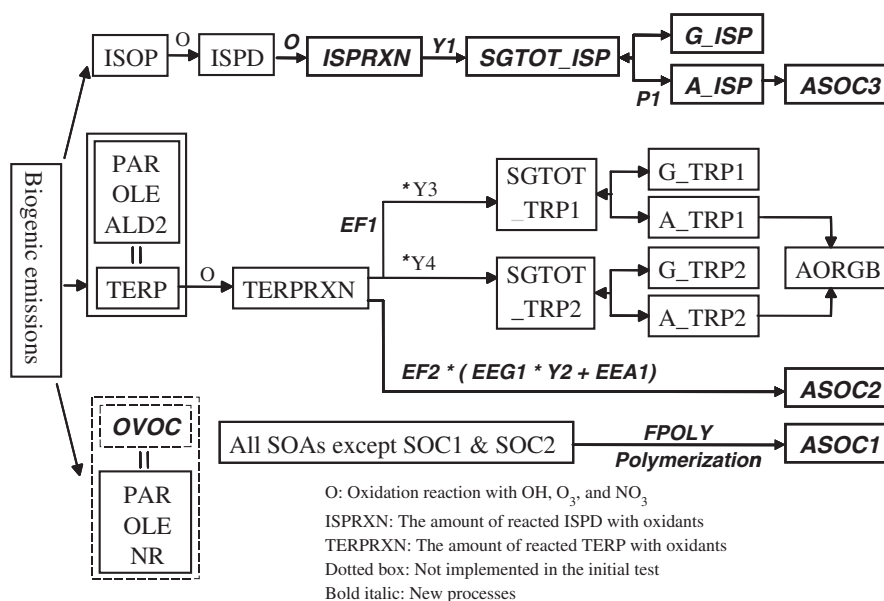 Biogenic emissions
ISOP
O
ISPD
O
ISPRXN
Y1
SGTOT_ISP
P1
G_ISP
A_ISP
ASOC3
PAR
OLE
ALD2
TERP
O
TERPRXN
EF1
*Y3
*Y4
SGTOT
_TRP1
G_TRP1
A_TRP1
SGTOT
_TRP2
G_TRP2
A_TRP2
AORGB
EF2 * ( EEG1 * Y2 + EEA1)
ASOC2
OVOC
PAR
OLE
NR
All SOAs except SOC1 & SOC2
FPOLY
Polymerization
ASOC1
O: Oxidation reaction with OH, O3, and NO3
ISPRXN: The amount of reacted ISPD with oxidants
TERPRXN: The amount of reacted TERP with oxidants
Dotted box: Not implemented in the initial test
Bold italic: New processes